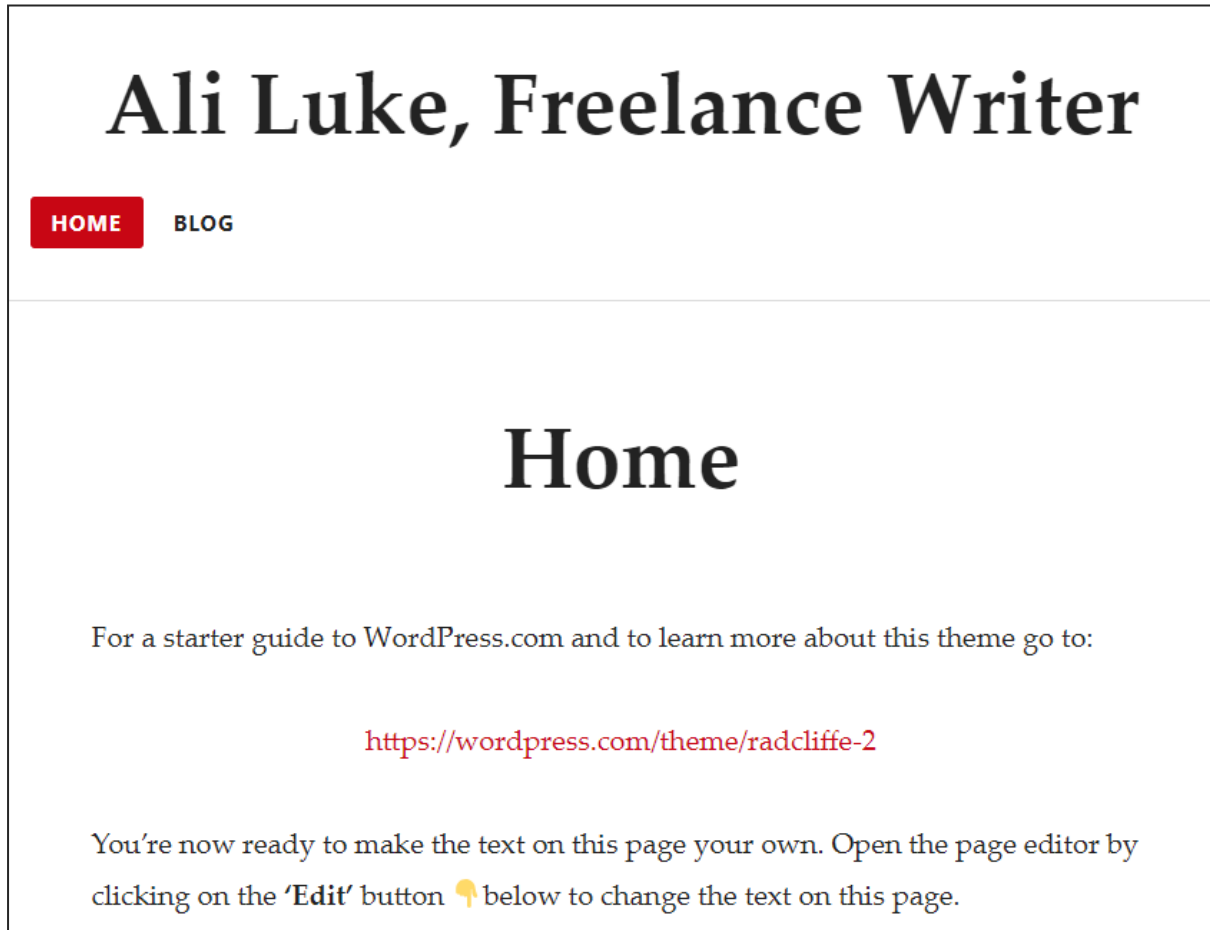 Ali Luke, Freelance Writer
HOME BLOG
Home
For a starter guide to WordPress.com and to learn more about this theme go to:
https://wordpress.com/theme/radcliffe-2
You’re now ready to make the text on this page your own. Open the page editor by
clicking on the ‘Edit’ button 👇 below to change the text on this page.